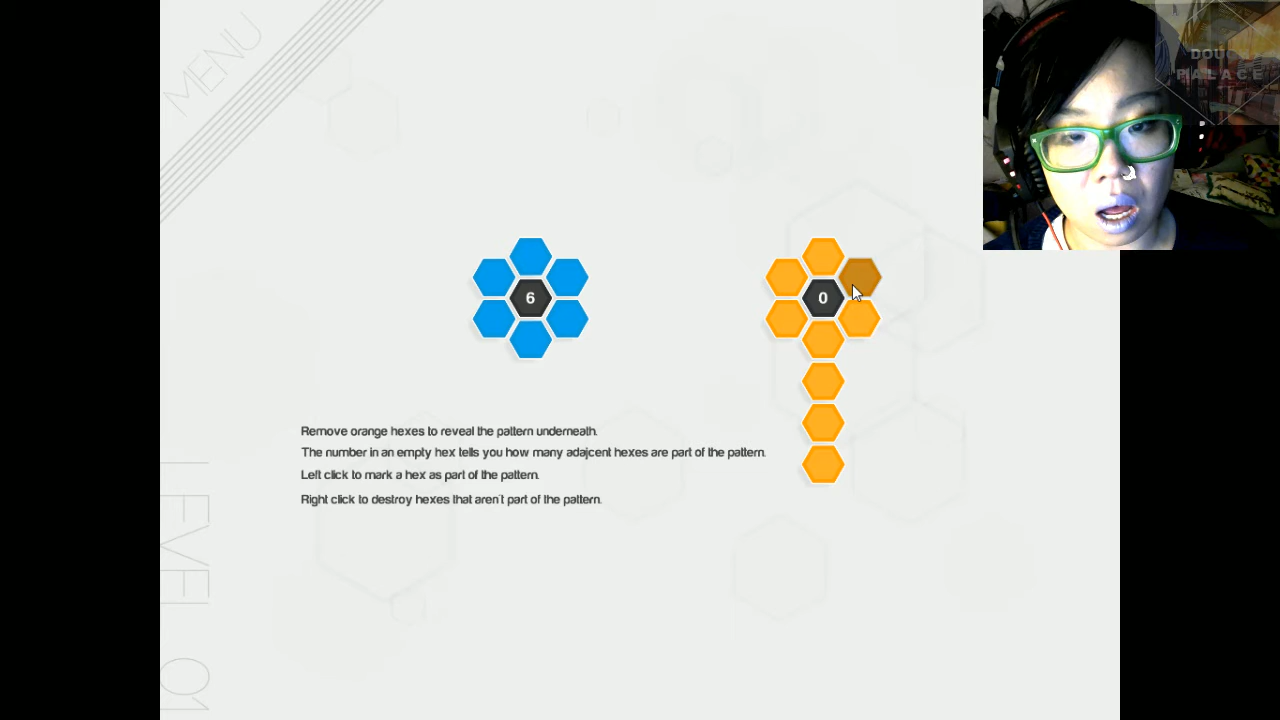 MENU
DOUGH
PALACE
6
0
Remove orange hexes to reveal the pattern underneath.
The number in an empty hex tells you how many adajcent hexes are part of the pattern.
Left click to mark a hex as part of the pattern.
Right click to destroy hexes that aren't part of the pattern.
LEVEL 01